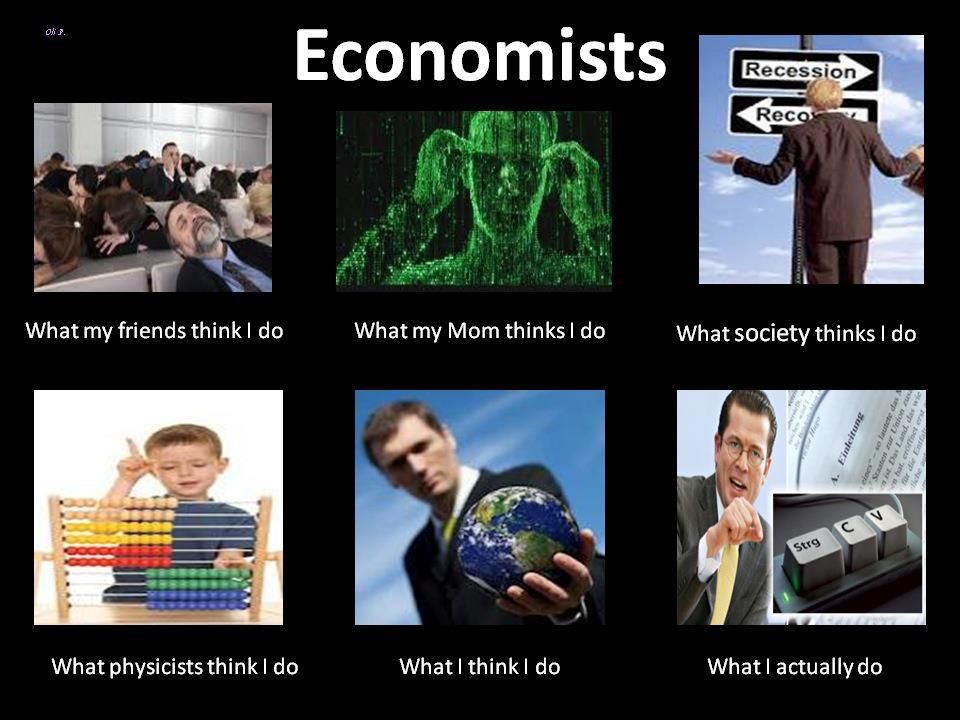 Economists
Recession
What my friends think I do
What my Mom thinks I do
What society thinks I do
A. Einleitung
Strg
C
V
What physicists think I do
What I think I do
What I actually do